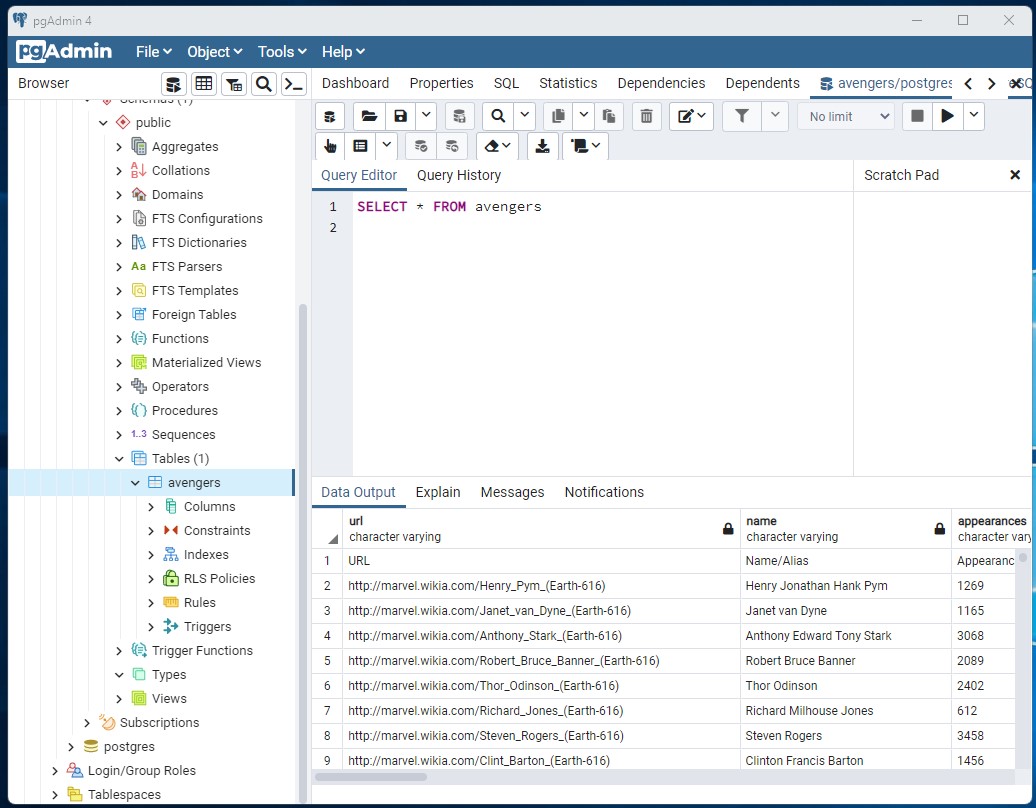 pgAdmin 4
pgAdmin File Object Tools Help
Browser
Dashboard Properties SQL Statistics Dependencies Dependents avengers/postgres
Schemas (1)
public
Aggregates
Collations
Domains
FTS Configurations
FTS Dictionaries
Aa FTS Parsers
FTS Templates
Foreign Tables
Functions
Materialized Views
Operators
Procedures
1..3 Sequences
Tables (1)
avengers
Columns
Constraints
Indexes
RLS Policies
Rules
Triggers
Trigger Functions
Types
Views
Subscriptions
postgres
Login/Group Roles
Tablespaces
No limit
Query Editor Query History Scratch Pad
1 SELECT * FROM avengers
2
Data Output Explain Messages Notifications
url name appearances
character varying character varying character vary
1 URL Name/Alias Appearanc
2 http://marvel.wikia.com/Henry_Pym_(Earth-616) Henry Jonathan Hank Pym 1269
3 http://marvel.wikia.com/Janet_van_Dyne_(Earth-616) Janet van Dyne 1165
4 http://marvel.wikia.com/Anthony_Stark_(Earth-616) Anthony Edward Tony Stark 3068
5 http://marvel.wikia.com/Robert_Bruce_Banner_(Earth-616) Robert Bruce Banner 2089
6 http://marvel.wikia.com/Thor_Odinson_(Earth-616) Thor Odinson 2402
7 http://marvel.wikia.com/Richard_Jones_(Earth-616) Richard Milhouse Jones 612
8 http://marvel.wikia.com/Steven_Rogers_(Earth-616) Steven Rogers 3458
9 http://marvel.wikia.com/Clint_Barton_(Earth-616) Clinton Francis Barton 1456